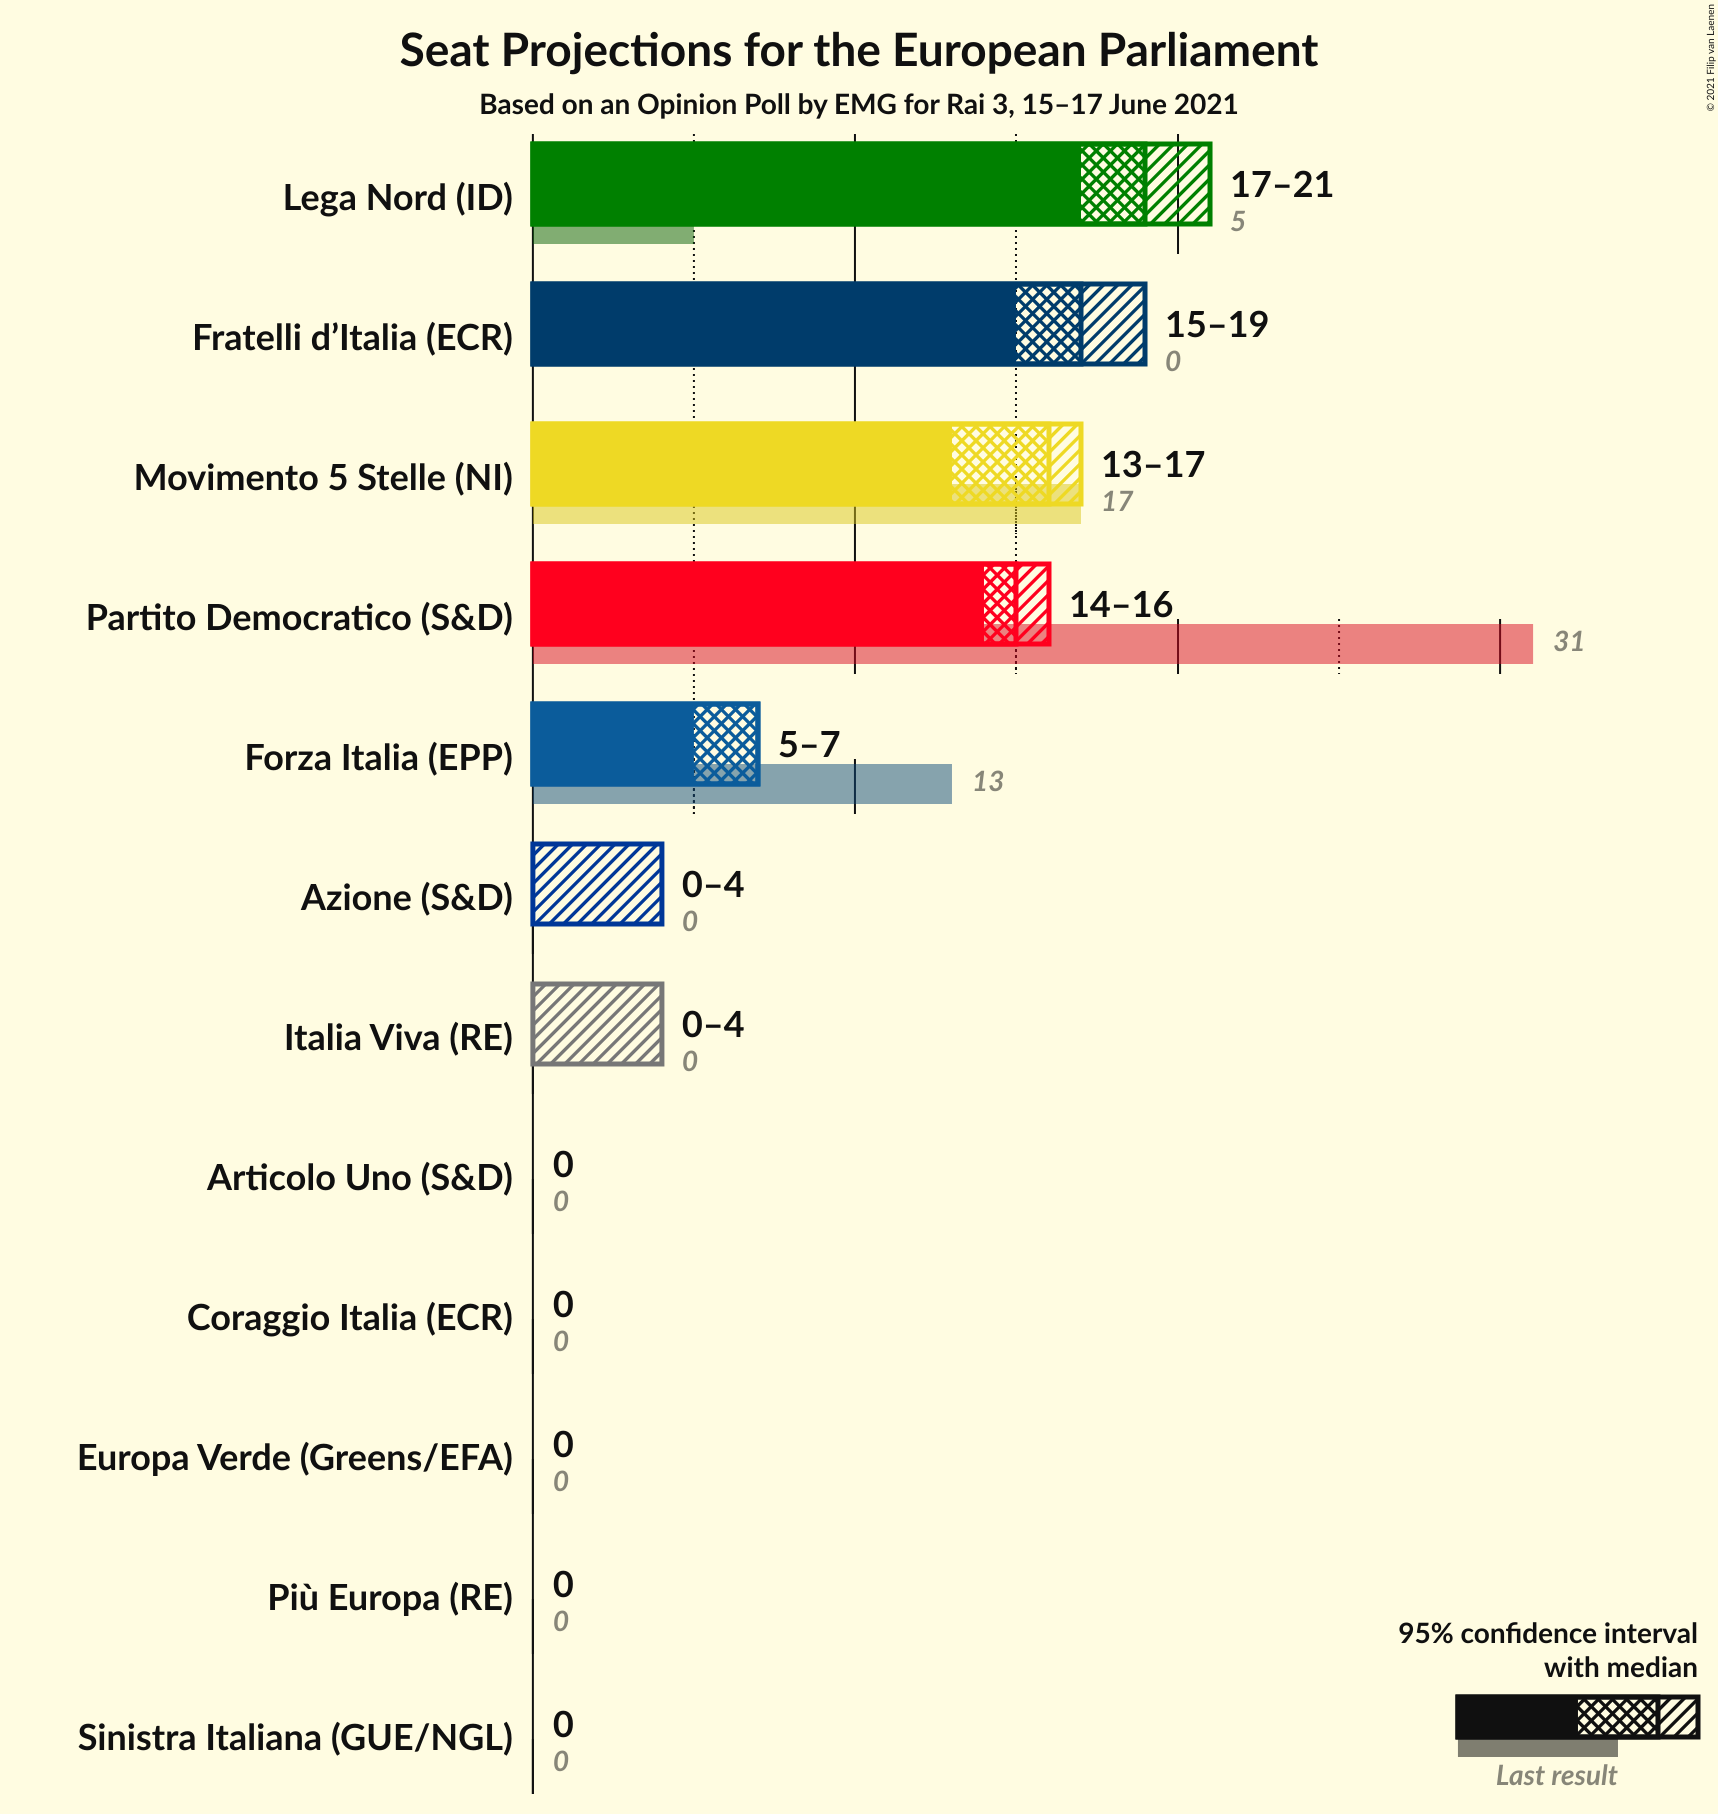 Seat Projections for the European Parliament
Based on an Opinion Poll by EMG for Rai 3, 15–17 June 2021
© 2021 Filip van Laenen
Lega Nord (ID)
17–21
5
Fratelli d’Italia (ECR)
15–19
0
Movimento 5 Stelle (NI)
13–17
17
Partito Democratico (S&D)
14–16
31
Forza Italia (EPP)
5–7
13
Azione (S&D)
0–4
0
Italia Viva (RE)
0–4
0
Articolo Uno (S&D)
0
0
Coraggio Italia (ECR)
0
0
Europa Verde (Greens/EFA)
0
0
Più Europa (RE)
0
0
Sinistra Italiana (GUE/NGL)
0
0
95% confidence interval
with median
Last result